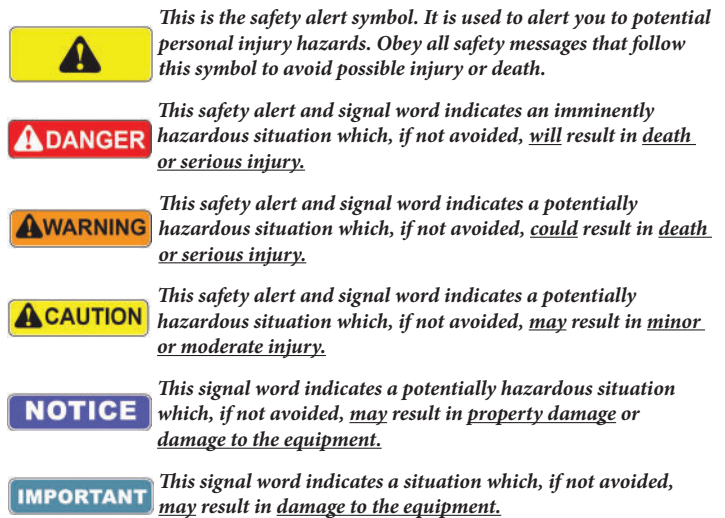 This is the safety alert symbol. It is used to alert you to potential
personal injury hazards. Obey all safety messages that follow
this symbol to avoid possible injury or death.
DANGER
This safety alert and signal word indicates an imminently
hazardous situation which, if not avoided, will result in death
or serious injury.
WARNING
This safety alert and signal word indicates a potentially
hazardous situation which, if not avoided, could result in death
or serious injury.
CAUTION
This safety alert and signal word indicates a potentially
hazardous situation which, if not avoided, may result in minor
or moderate injury.
NOTICE
This signal word indicates a potentially hazardous situation
which, if not avoided, may result in property damage or
damage to the equipment.
IMPORTANT
This signal word indicates a situation which, if not avoided,
may result in damage to the equipment.